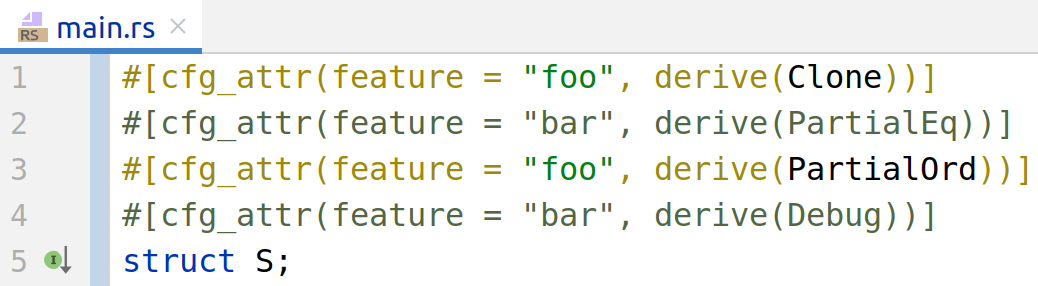 RS main.rs ×
1 #[cfg_attr(feature = "foo", derive(Clone))]
2 #[cfg_attr(feature = "bar", derive(PartialEq))]
3 #[cfg_attr(feature = "foo", derive(PartialOrd))]
4 #[cfg_attr(feature = "bar", derive(Debug))]
5 I struct S;